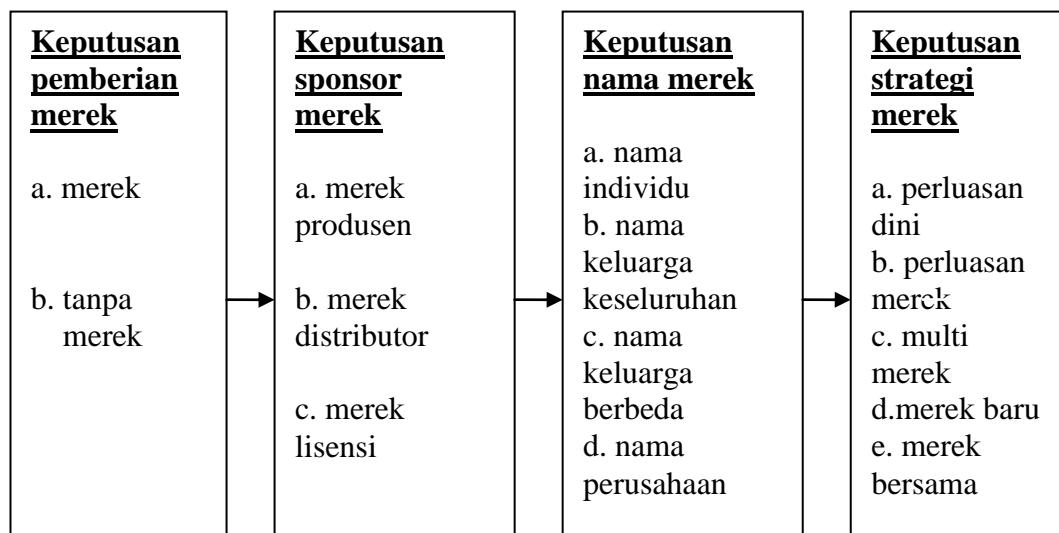 Keputusan
pemberian
merek
a. merek
b. tanpa
merek
Keputusan
sponsor
merek
a. merek
produsen
b. merek
distributor
c. merek
lisensi
Keputusan
nama merek
a. nama
individu
b. nama
keluarga
keseluruhan
c. nama
keluarga
berbeda
d. nama
perusahaan
Keputusan
strategi
merek
a. perluasan
dini
b. perluasan
merek
c. multi
merek
d.merek baru
e. merek
bersama